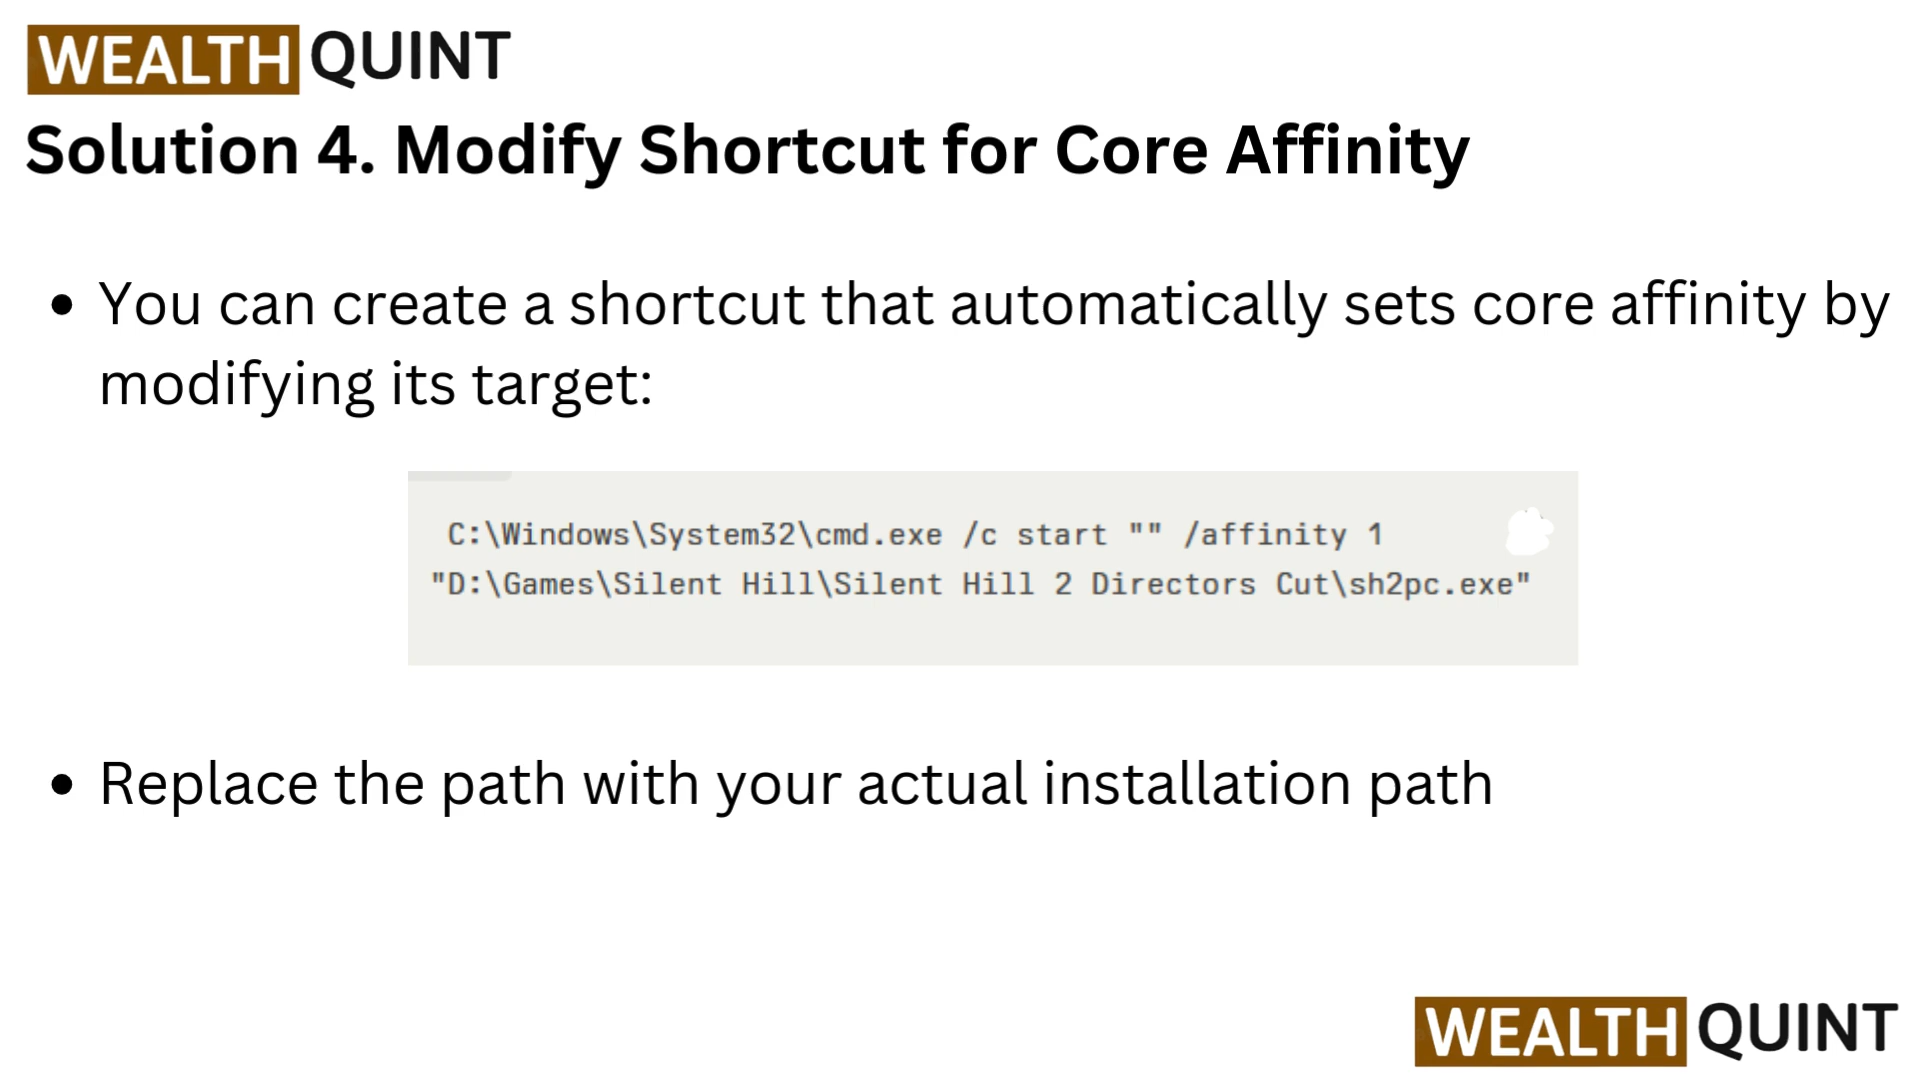 WEALTH QUINT
Solution 4. Modify Shortcut for Core Affinity
• You can create a shortcut that automatically sets core affinity by
modifying its target:
C:\Windows\System32\cmd.exe /c start "" /affinity 1
"D:\Games\Silent Hill\Silent Hill 2 Directors Cut\sh2pc.exe"
• Replace the path with your actual installation path
WEALTH QUINT